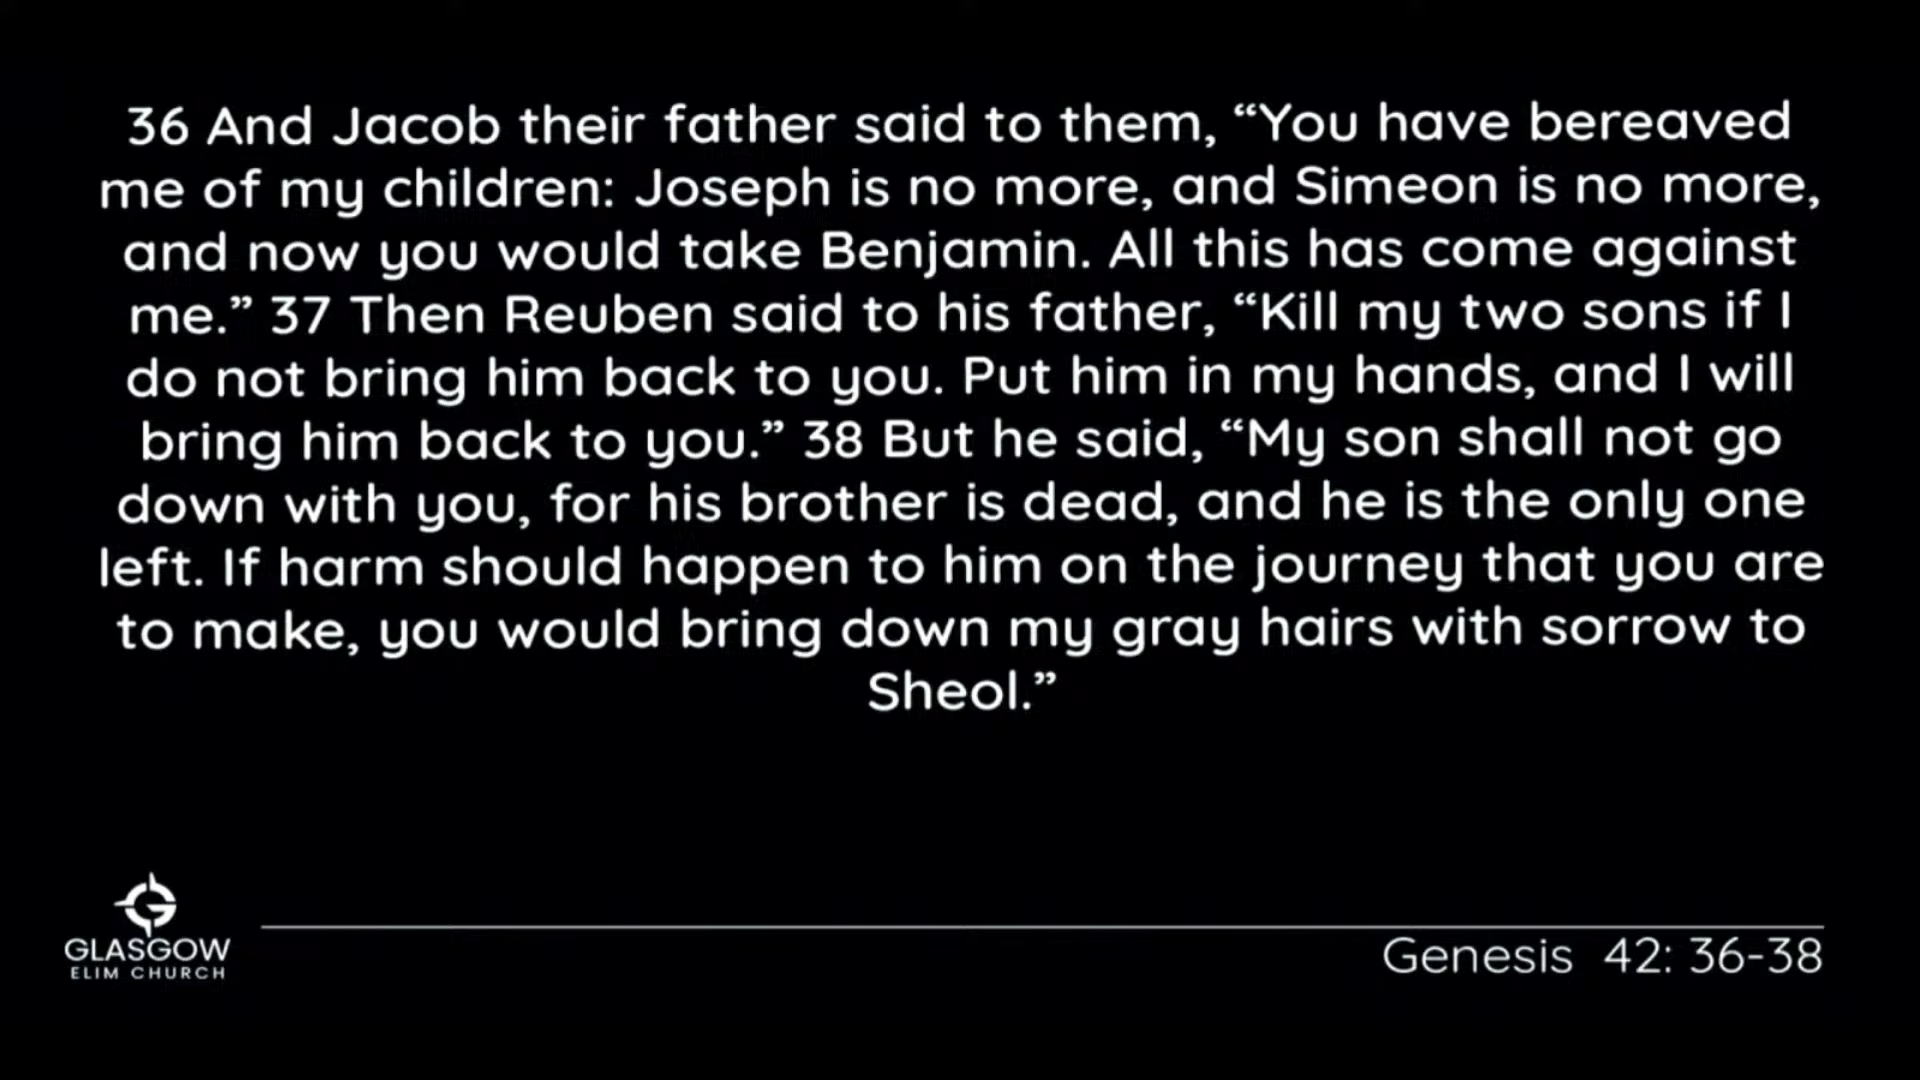 36 And Jacob their father said to them, “You have bereaved
me of my children: Joseph is no more, and Simeon is no more,
and now you would take Benjamin. All this has come against
me.” 37 Then Reuben said to his father, “Kill my two sons if I
do not bring him back to you. Put him in my hands, and I will
bring him back to you.” 38 But he said, “My son shall not go
down with you, for his brother is dead, and he is the only one
left. If harm should happen to him on the journey that you are
to make, you would bring down my gray hairs with sorrow to
Sheol.”
GLASGOW
ELIM CHURCH
Genesis 42: 36-38